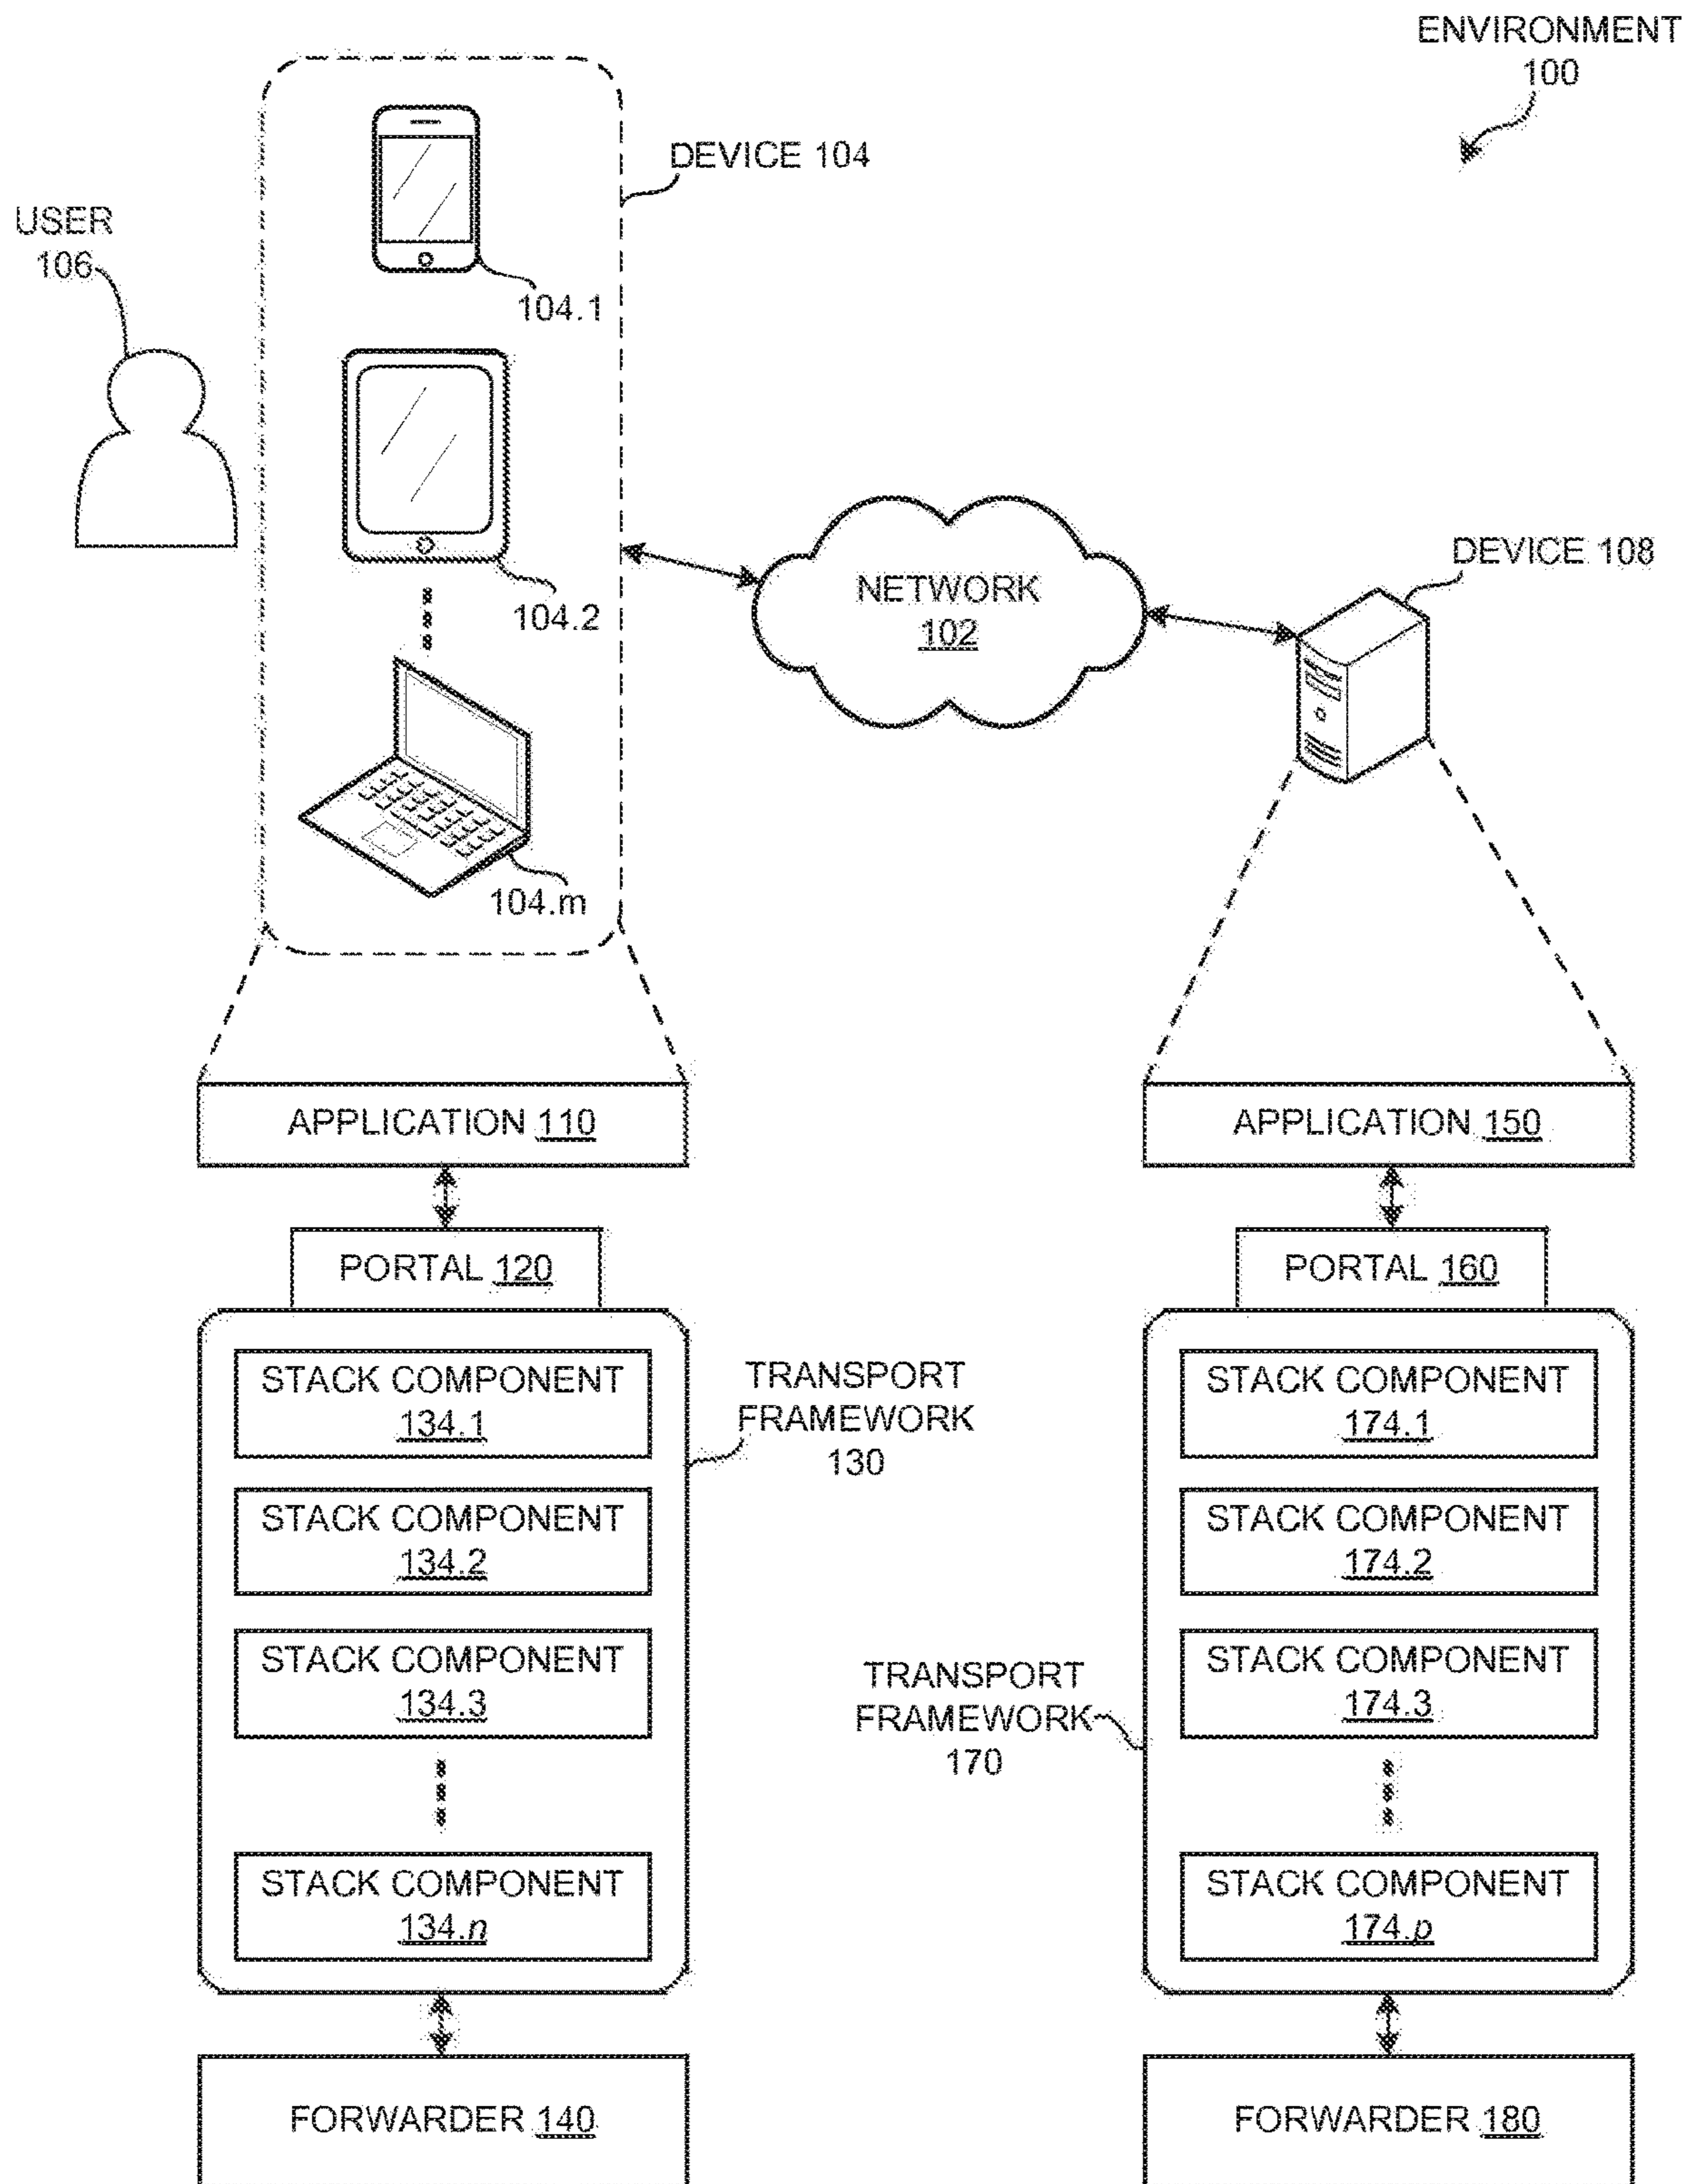 ENVIRONMENT
100
DEVICE 104
USER
106
104.1
104.2
104.m
NETWORK
102
DEVICE 108
APPLICATION 110
PORTAL 120
STACK COMPONENT
134.1
STACK COMPONENT
134.2
STACK COMPONENT
134.3
STACK COMPONENT
134.n
TRANSPORT
FRAMEWORK
130
FORWARDER 140
APPLICATION 150
PORTAL 160
STACK COMPONENT
174.1
STACK COMPONENT
174.2
STACK COMPONENT
174.3
STACK COMPONENT
174.p
TRANSPORT
FRAMEWORK
170
FORWARDER 180